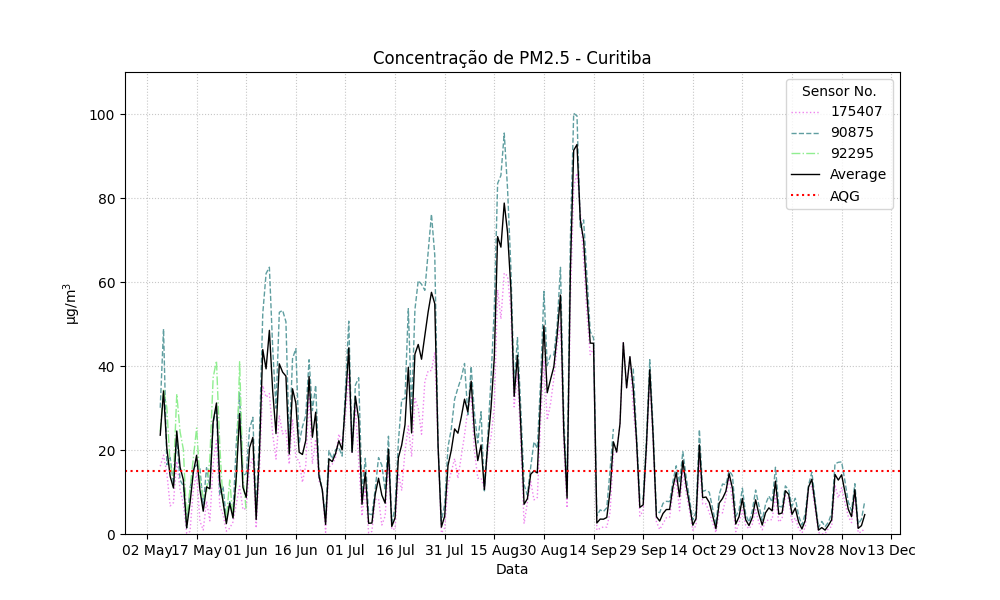 Concentração de PM2.5 - Curitiba
Sensor No.
175407
90875
92295
Average
AQG
100
80
60
40
20
0
µg/m³
02 May 17 May 01 Jun 16 Jun 01 Jul 16 Jul 31 Jul 15 Aug 30 Aug 14 Sep 29 Sep 14 Oct 29 Oct 13 Nov 28 Nov 13 Dec
Data